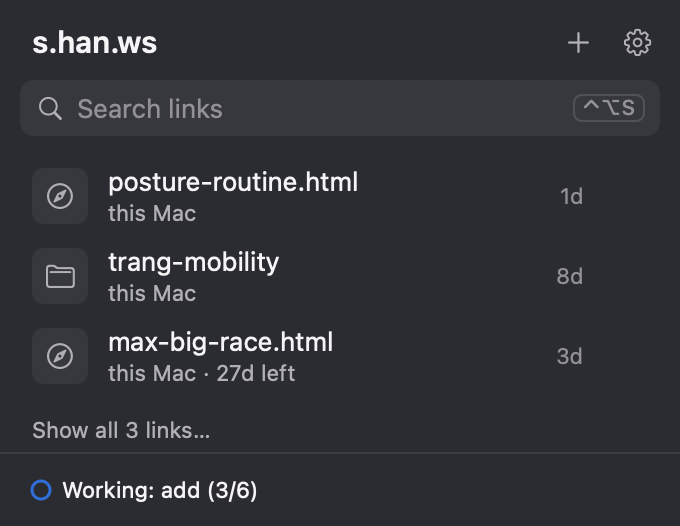 s.han.ws
Search links
^⌥S
posture-routine.html
1d
this Mac
trang-mobility
8d
this Mac
max-big-race.html
3d
this Mac · 27d left
Show all 3 links...
Working: add (3/6)